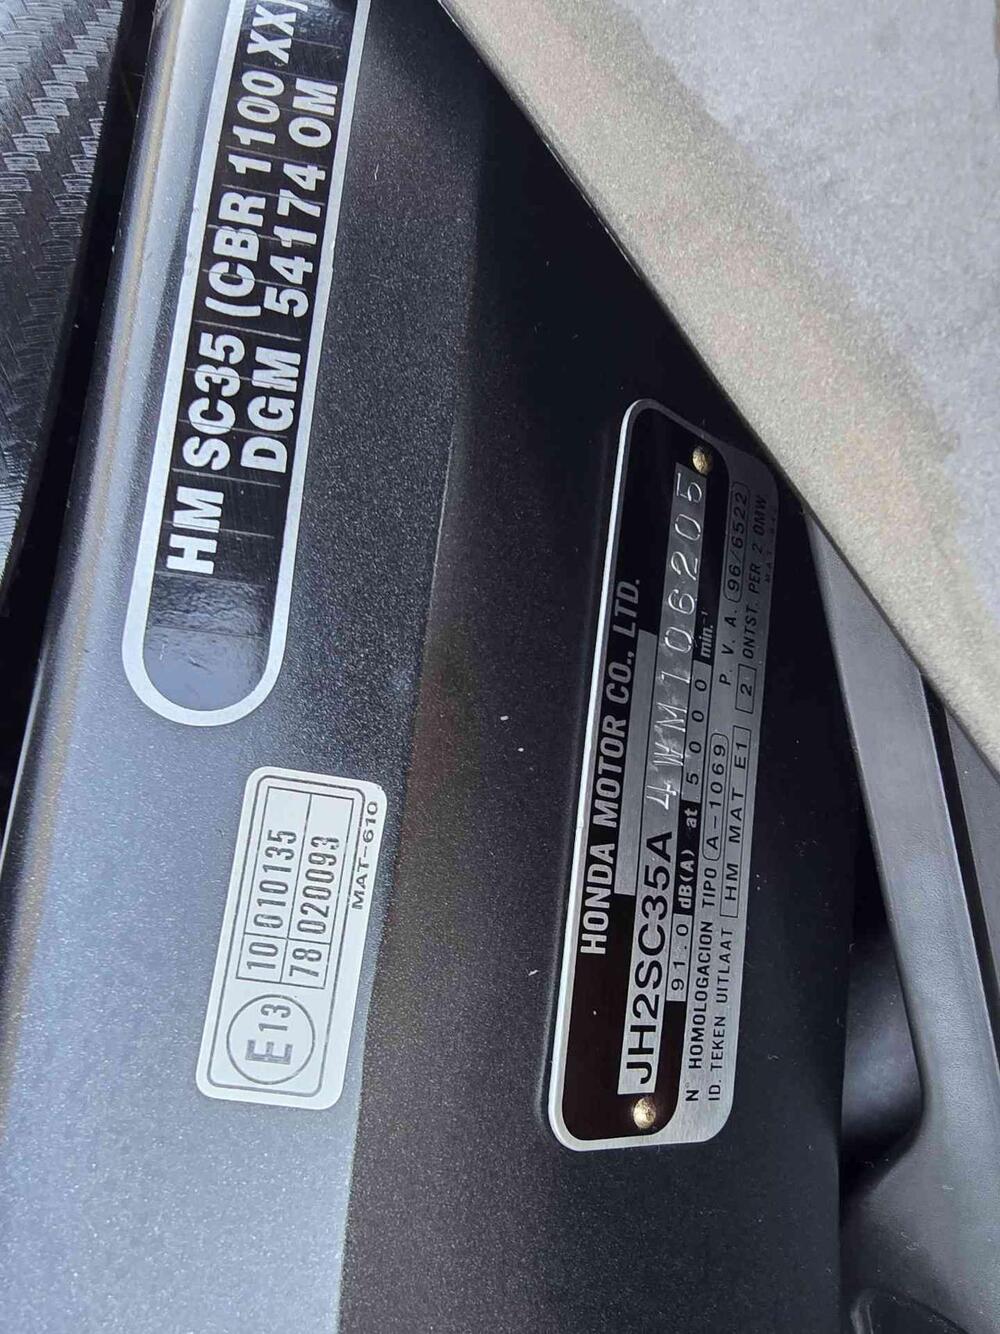 HM SC35 (CBR 1100 XX)
DGM 54174 OM
E13
10 010135
78 020093
MAT-610
HONDA MOTOR CO., LTD.
JH2SC35A 4WM106205
91.0 dB(A) at 5000 min.⁻¹
N° HOMOLOGACION TIPO A-1069 P. V. A. 96/6522
ID. TEKEN UITLAAT HM MAT E1 2 ONTST. PER 2 OMW